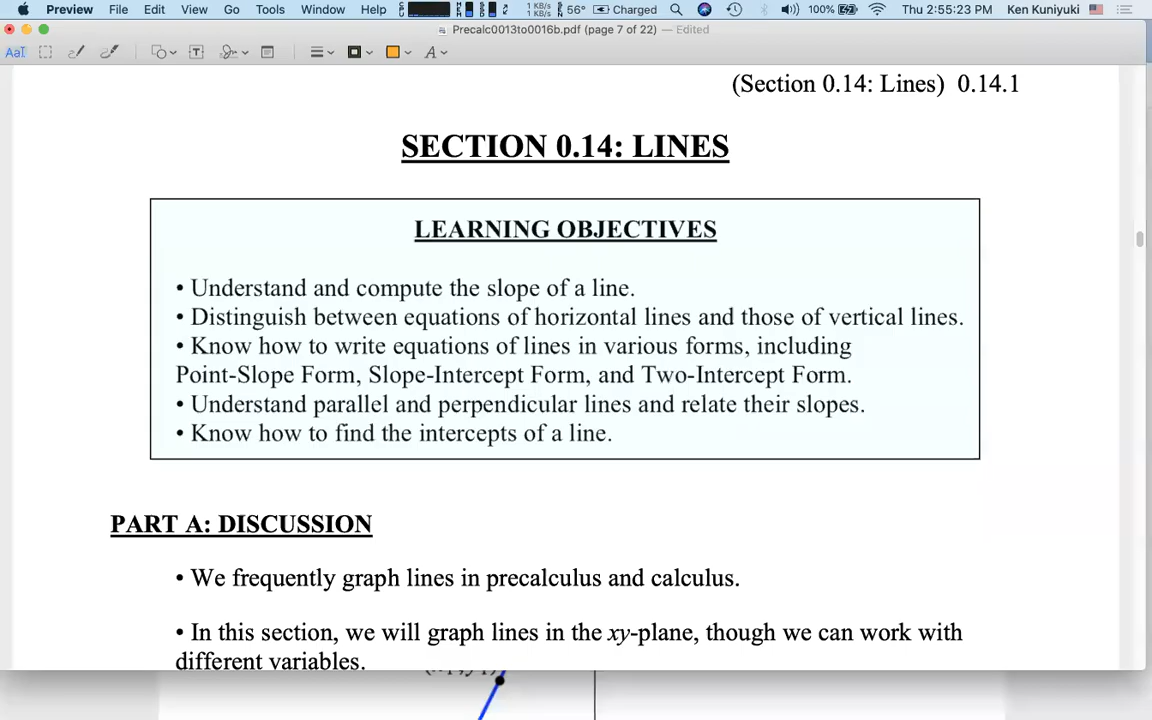 Preview File Edit View Go Tools Window Help 1 KB/s 1 KB/s 56° Charged 100% Thu 2:55:23 PM Ken Kuniyuki
Precalc0013to0016b.pdf (page 7 of 22) — Edited
AaI T A
(Section 0.14: Lines) 0.14.1
SECTION 0.14: LINES
LEARNING OBJECTIVES
• Understand and compute the slope of a line.
• Distinguish between equations of horizontal lines and those of vertical lines.
• Know how to write equations of lines in various forms, including
Point-Slope Form, Slope-Intercept Form, and Two-Intercept Form.
• Understand parallel and perpendicular lines and relate their slopes.
• Know how to find the intercepts of a line.
PART A: DISCUSSION
• We frequently graph lines in precalculus and calculus.
• In this section, we will graph lines in the xy-plane, though we can work with
different variables.